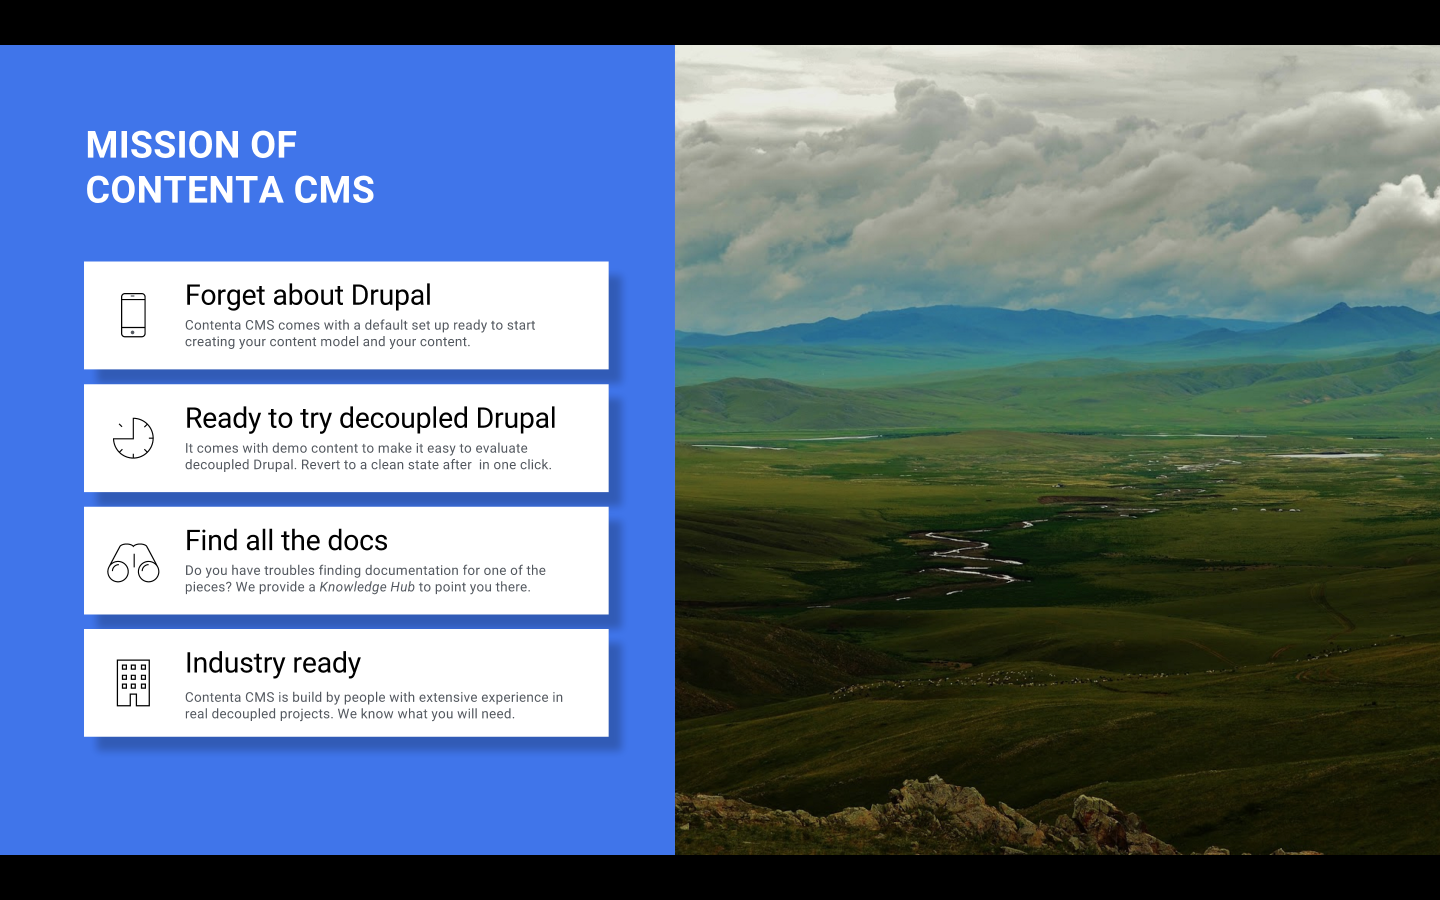 MISSION OF
CONTENTA CMS
Forget about Drupal
Contenta CMS comes with a default set up ready to start
creating your content model and your content.
Ready to try decoupled Drupal
It comes with demo content to make it easy to evaluate
decoupled Drupal. Revert to a clean state after  in one click.
Find all the docs
Do you have troubles finding documentation for one of the
pieces? We provide a Knowledge Hub to point you there.
Industry ready
Contenta CMS is build by people with extensive experience in
real decoupled projects. We know what you will need.